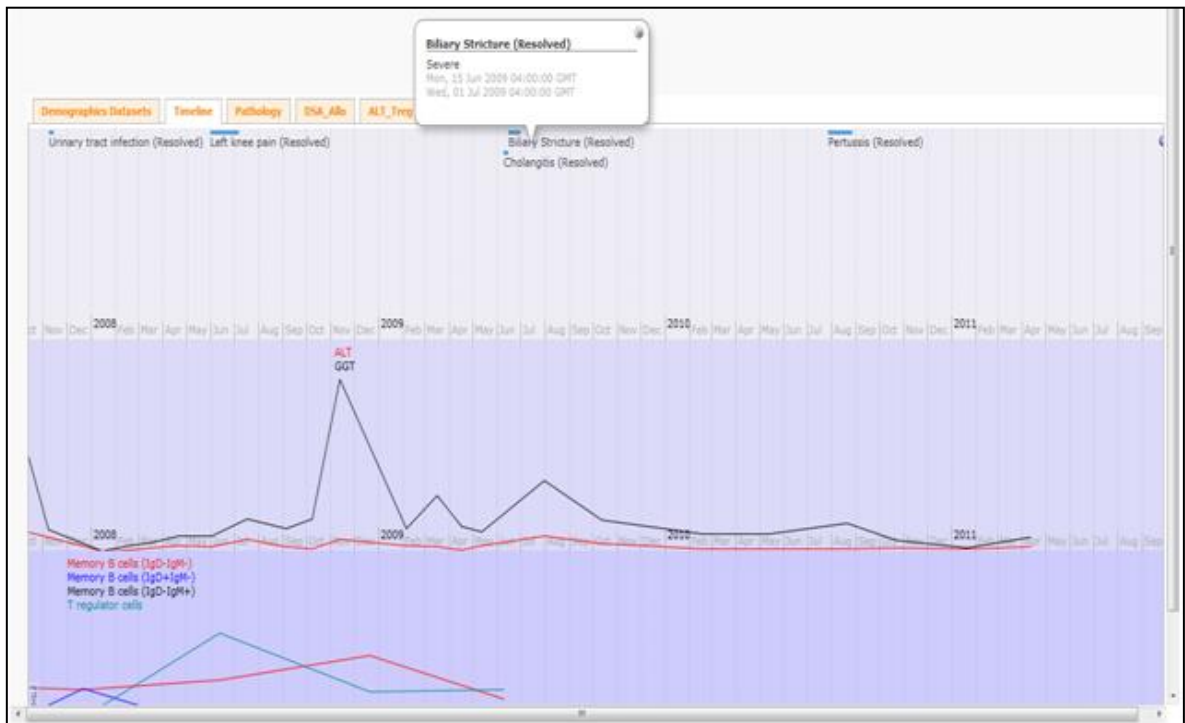 Biliary Stricture (Resolved)
Severe
Mon, 15 Jun 2009 04:00:00 GMT
Wed, 01 Jul 2009 04:00:00 GMT
Demographics Datasets Timeline Pathology DSA_Allo ALT_Treg
Urinary tract infection (Resolved) Left knee pain (Resolved) Biliary Stricture (Resolved) Pertussis (Resolved)
Cholangitis (Resolved)
Nov Dec 2008 Feb Mar Apr May Jun Jul Aug Sep Oct Nov Dec 2009 Feb Mar Apr May Jun Jul Aug Sep Oct Nov Dec 2010 Feb Mar Apr May Jun Jul Aug Sep Oct Nov Dec 2011 Feb Mar Apr May Jun Jul Aug Sep
ALT
GGT
2008 2009 2010 2011
Memory B cells (IgD-IgM-)
Memory B cells (IgD+IgM-)
Memory B cells (IgD-IgM+)
T regulator cells